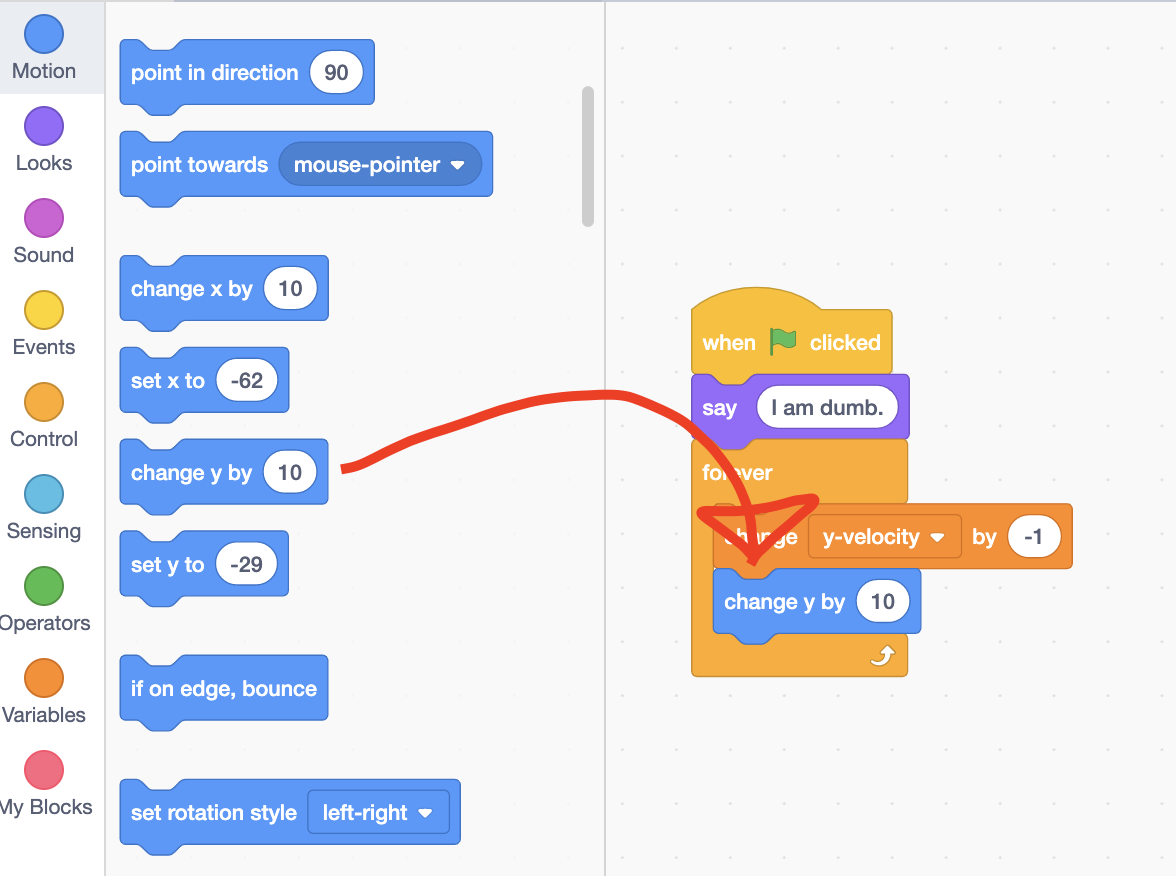 Motion
Looks
Sound
Events
Control
Sensing
Operators
Variables
My Blocks
point in direction 90
point towards mouse-pointer
change x by 10
set x to -62
change y by 10
set y to -29
if on edge, bounce
set rotation style left-right
when clicked
say I am dumb.
forever
change y-velocity by -1
change y by 10